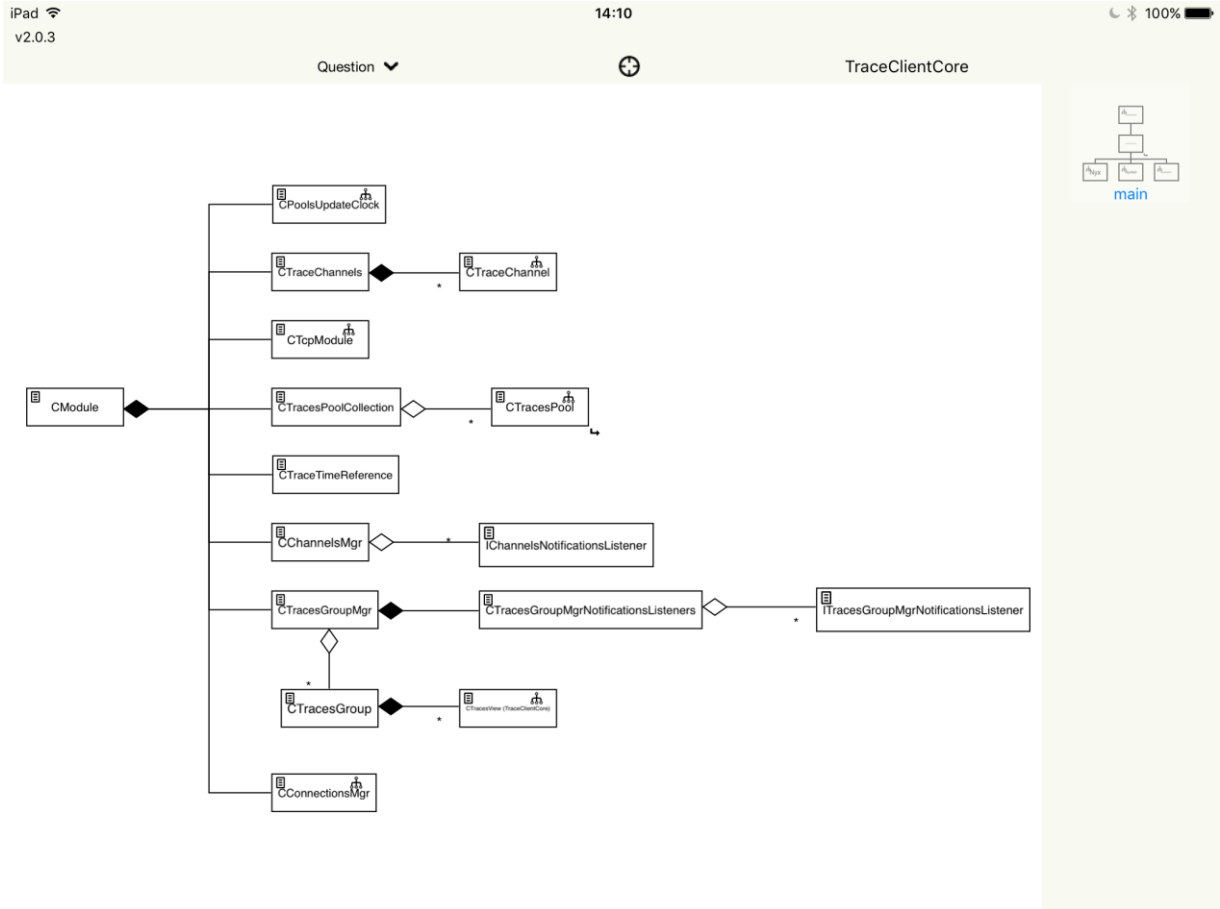 iPad 14:10 100%
v2.0.3
Question TraceClientCore
CPoolsUpdateClock
CTraceChannels * CTraceChannel
CTcpModule
CModule CTracesPoolCollection * CTracesPool
CTraceTimeReference
CChannelsMgr * IChannelsNotificationsListener
CTracesGroupMgr CTracesGroupMgrNotificationsListeners * ITracesGroupMgrNotificationsListener
*
CTracesGroup * CTracesView (TraceClientCore)
CConnectionsMgr
Nyx
main